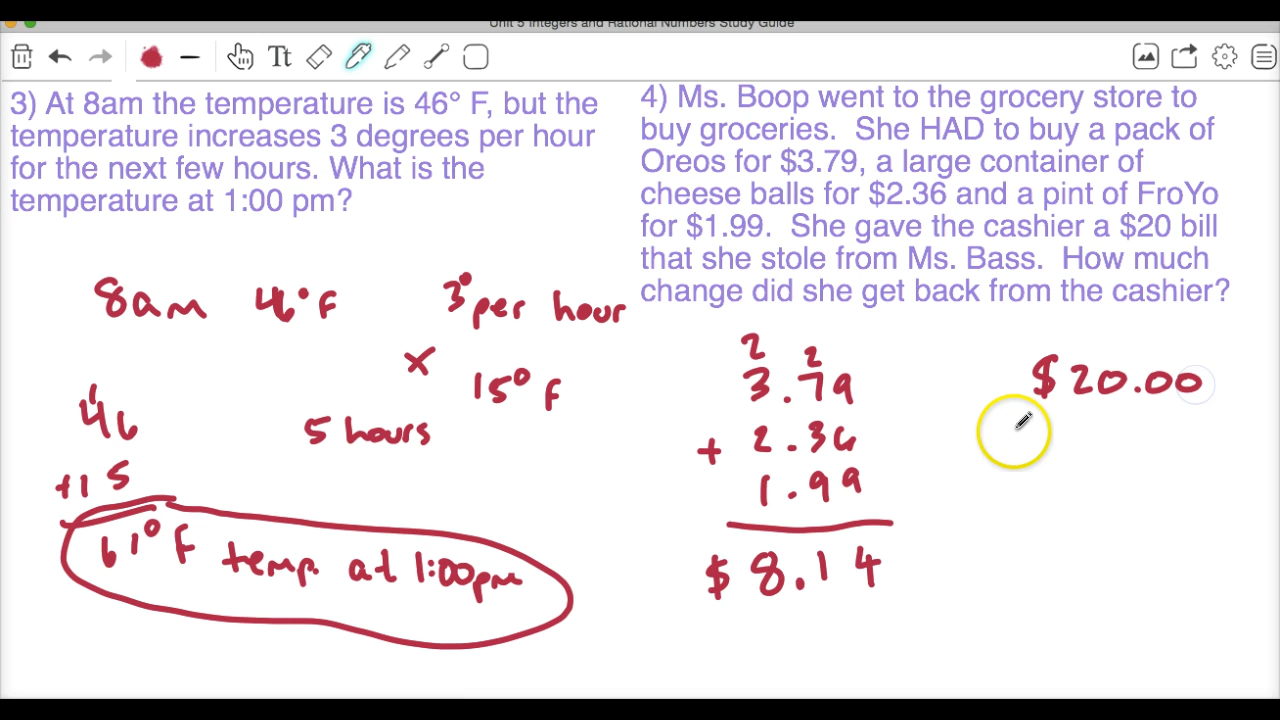 Unit 5 Integers and Rational Numbers Study Guide
Tt
3) At 8am the temperature is 46° F, but the
temperature increases 3 degrees per hour
for the next few hours. What is the
temperature at 1:00 pm?
8am 46°F 3° per hour
×
15° F
5 hours
1
46
+15
61° F temp. at 1:00pm
4) Ms. Boop went to the grocery store to
buy groceries. She HAD to buy a pack of
Oreos for $3.79, a large container of
cheese balls for $2.36 and a pint of FroYo
for $1.99. She gave the cashier a $20 bill
that she stole from Ms. Bass. How much
change did she get back from the cashier?
2 2
3.79
+ 2.36
1.99
$8.14
$20.00